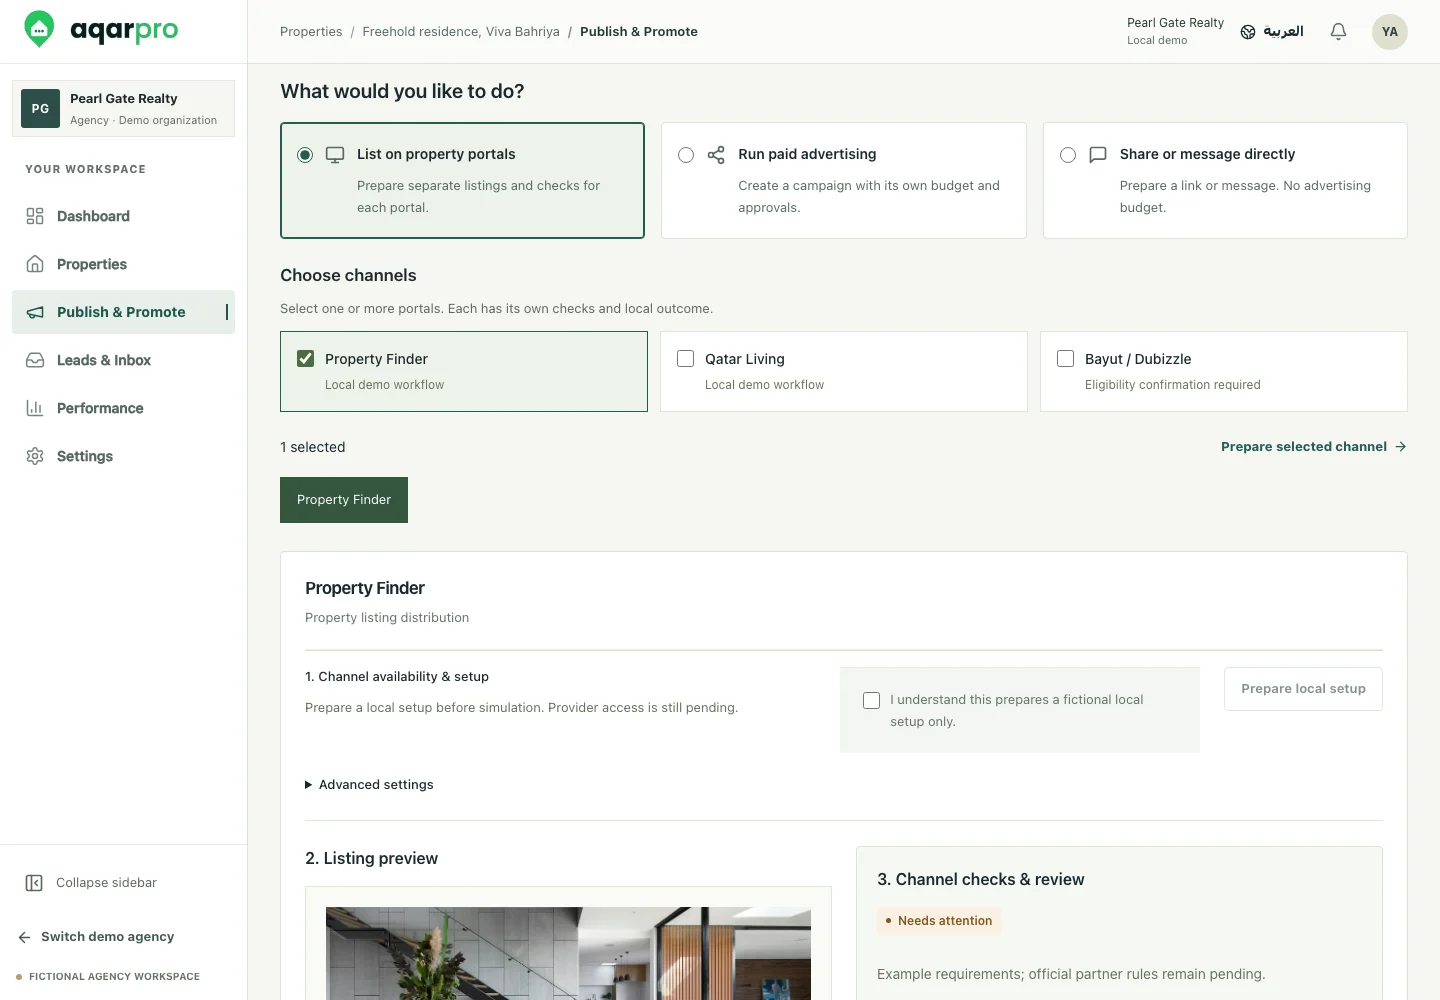 aqarpro
Properties / Freehold residence, Viva Bahriya / Publish & Promote
Pearl Gate Realty
Local demo
العربية
YA
PG
Pearl Gate Realty
Agency · Demo organization
YOUR WORKSPACE
Dashboard
Properties
Publish & Promote
Leads & Inbox
Performance
Settings
Collapse sidebar
Switch demo agency
FICTIONAL AGENCY WORKSPACE
What would you like to do?
List on property portals
Prepare separate listings and checks for
each portal.
Run paid advertising
Create a campaign with its own budget and
approvals.
Share or message directly
Prepare a link or message. No advertising
budget.
Choose channels
Select one or more portals. Each has its own checks and local outcome.
Property Finder
Local demo workflow
Qatar Living
Local demo workflow
Bayut / Dubizzle
Eligibility confirmation required
1 selected
Prepare selected channel →
Property Finder
Property Finder
Property listing distribution
1. Channel availability & setup
Prepare a local setup before simulation. Provider access is still pending.
I understand this prepares a fictional local
setup only.
Prepare local setup
Advanced settings
2. Listing preview
3. Channel checks & review
Needs attention
Example requirements; official partner rules remain pending.